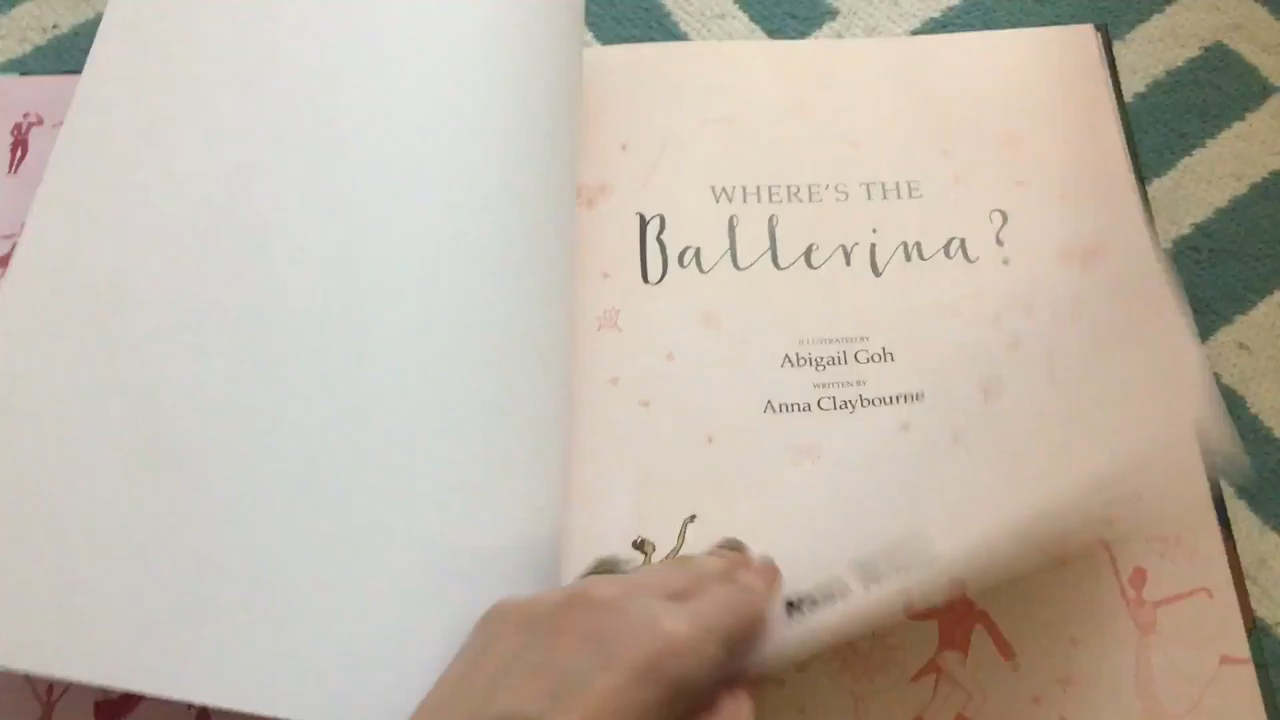 WHERE'S THE
Ballerina?
ILLUSTRATED BY
Abigail Goh
WRITTEN BY
Anna Claybourne